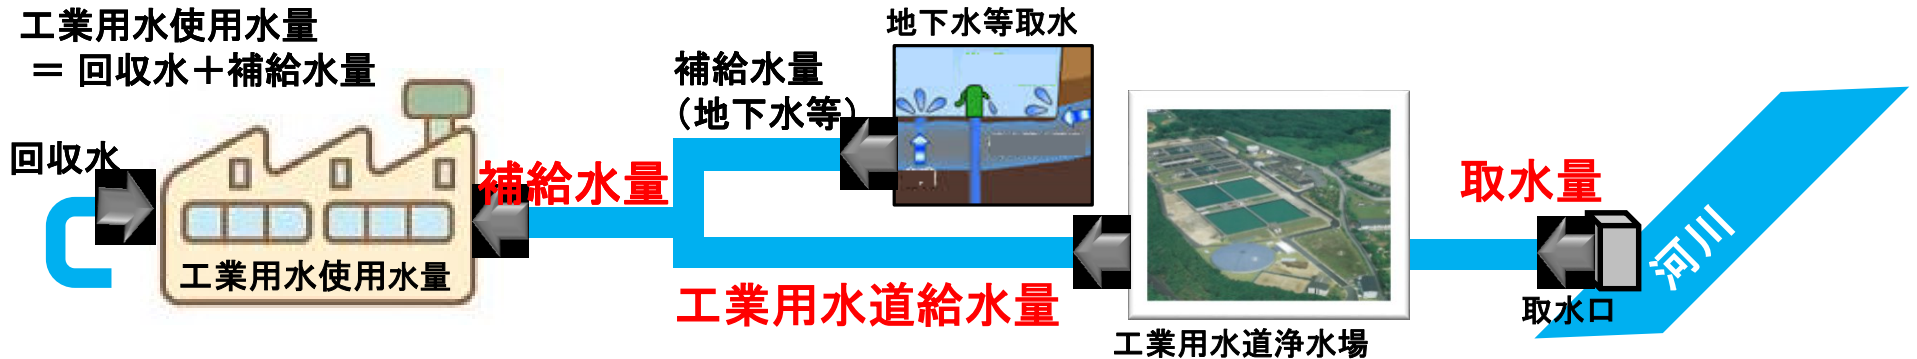 工業用水使用水量
＝ 回収水＋補給水量
回収水
工業用水使用水量
補給水量
補給水量
（地下水等）
地下水等取水
工業用水道給水量
工業用水道浄水場
取水量
取水口
河川